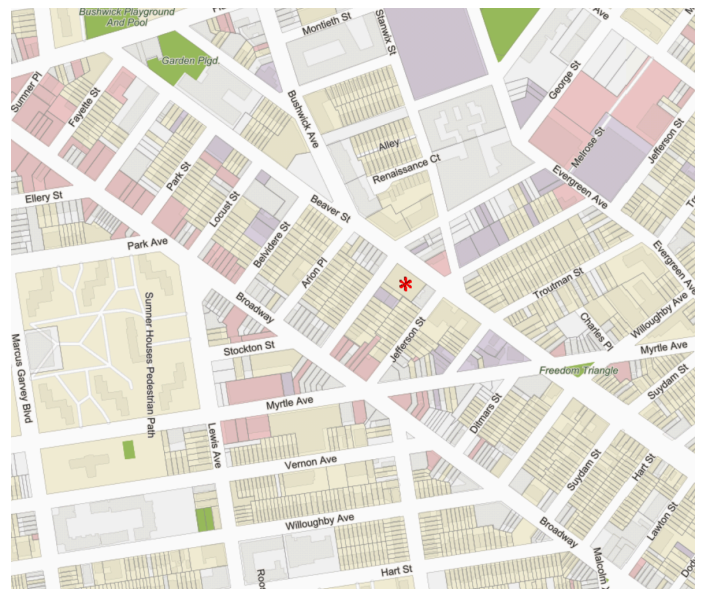 Bushwick Playground
And Pool
Montieth St
Stanwix St
Ave
Garden Plgd.
George St
Sumner Pl
Fayette St
Bushwick Ave
Alley
Melrose St
Jefferson St
Renaissance Ct
Park St
Evergreen Ave
Ellery St
Locust St
Beaver St
Belvidere St
Park Ave
Arion Pl
Evergreen Ave
Troutman St
Broadway
Sumner Houses Pedestrian Path
Willoughby Ave
Charles Pl
Jefferson St
Marcus Garvey Blvd
Stockton St
Myrtle Ave
Freedom Triangle
Suydam St
Myrtle Ave
Ditmars St
Lewis Ave
Vernon Ave
Suydam St
Hart St
Willoughby Ave
Broadway
Lawton St
Hart St
Malcolm